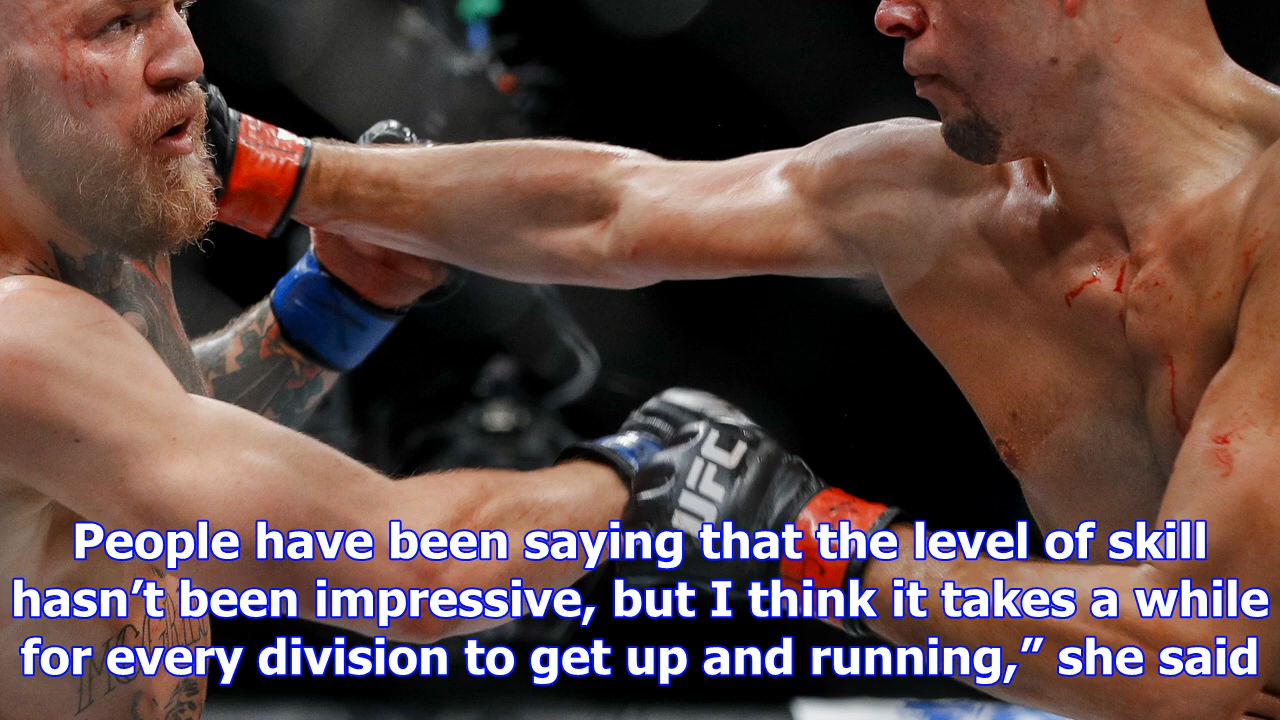 UFC
People have been saying that the level of skill
hasn’t been impressive, but I think it takes a while
for every division to get up and running,” she said